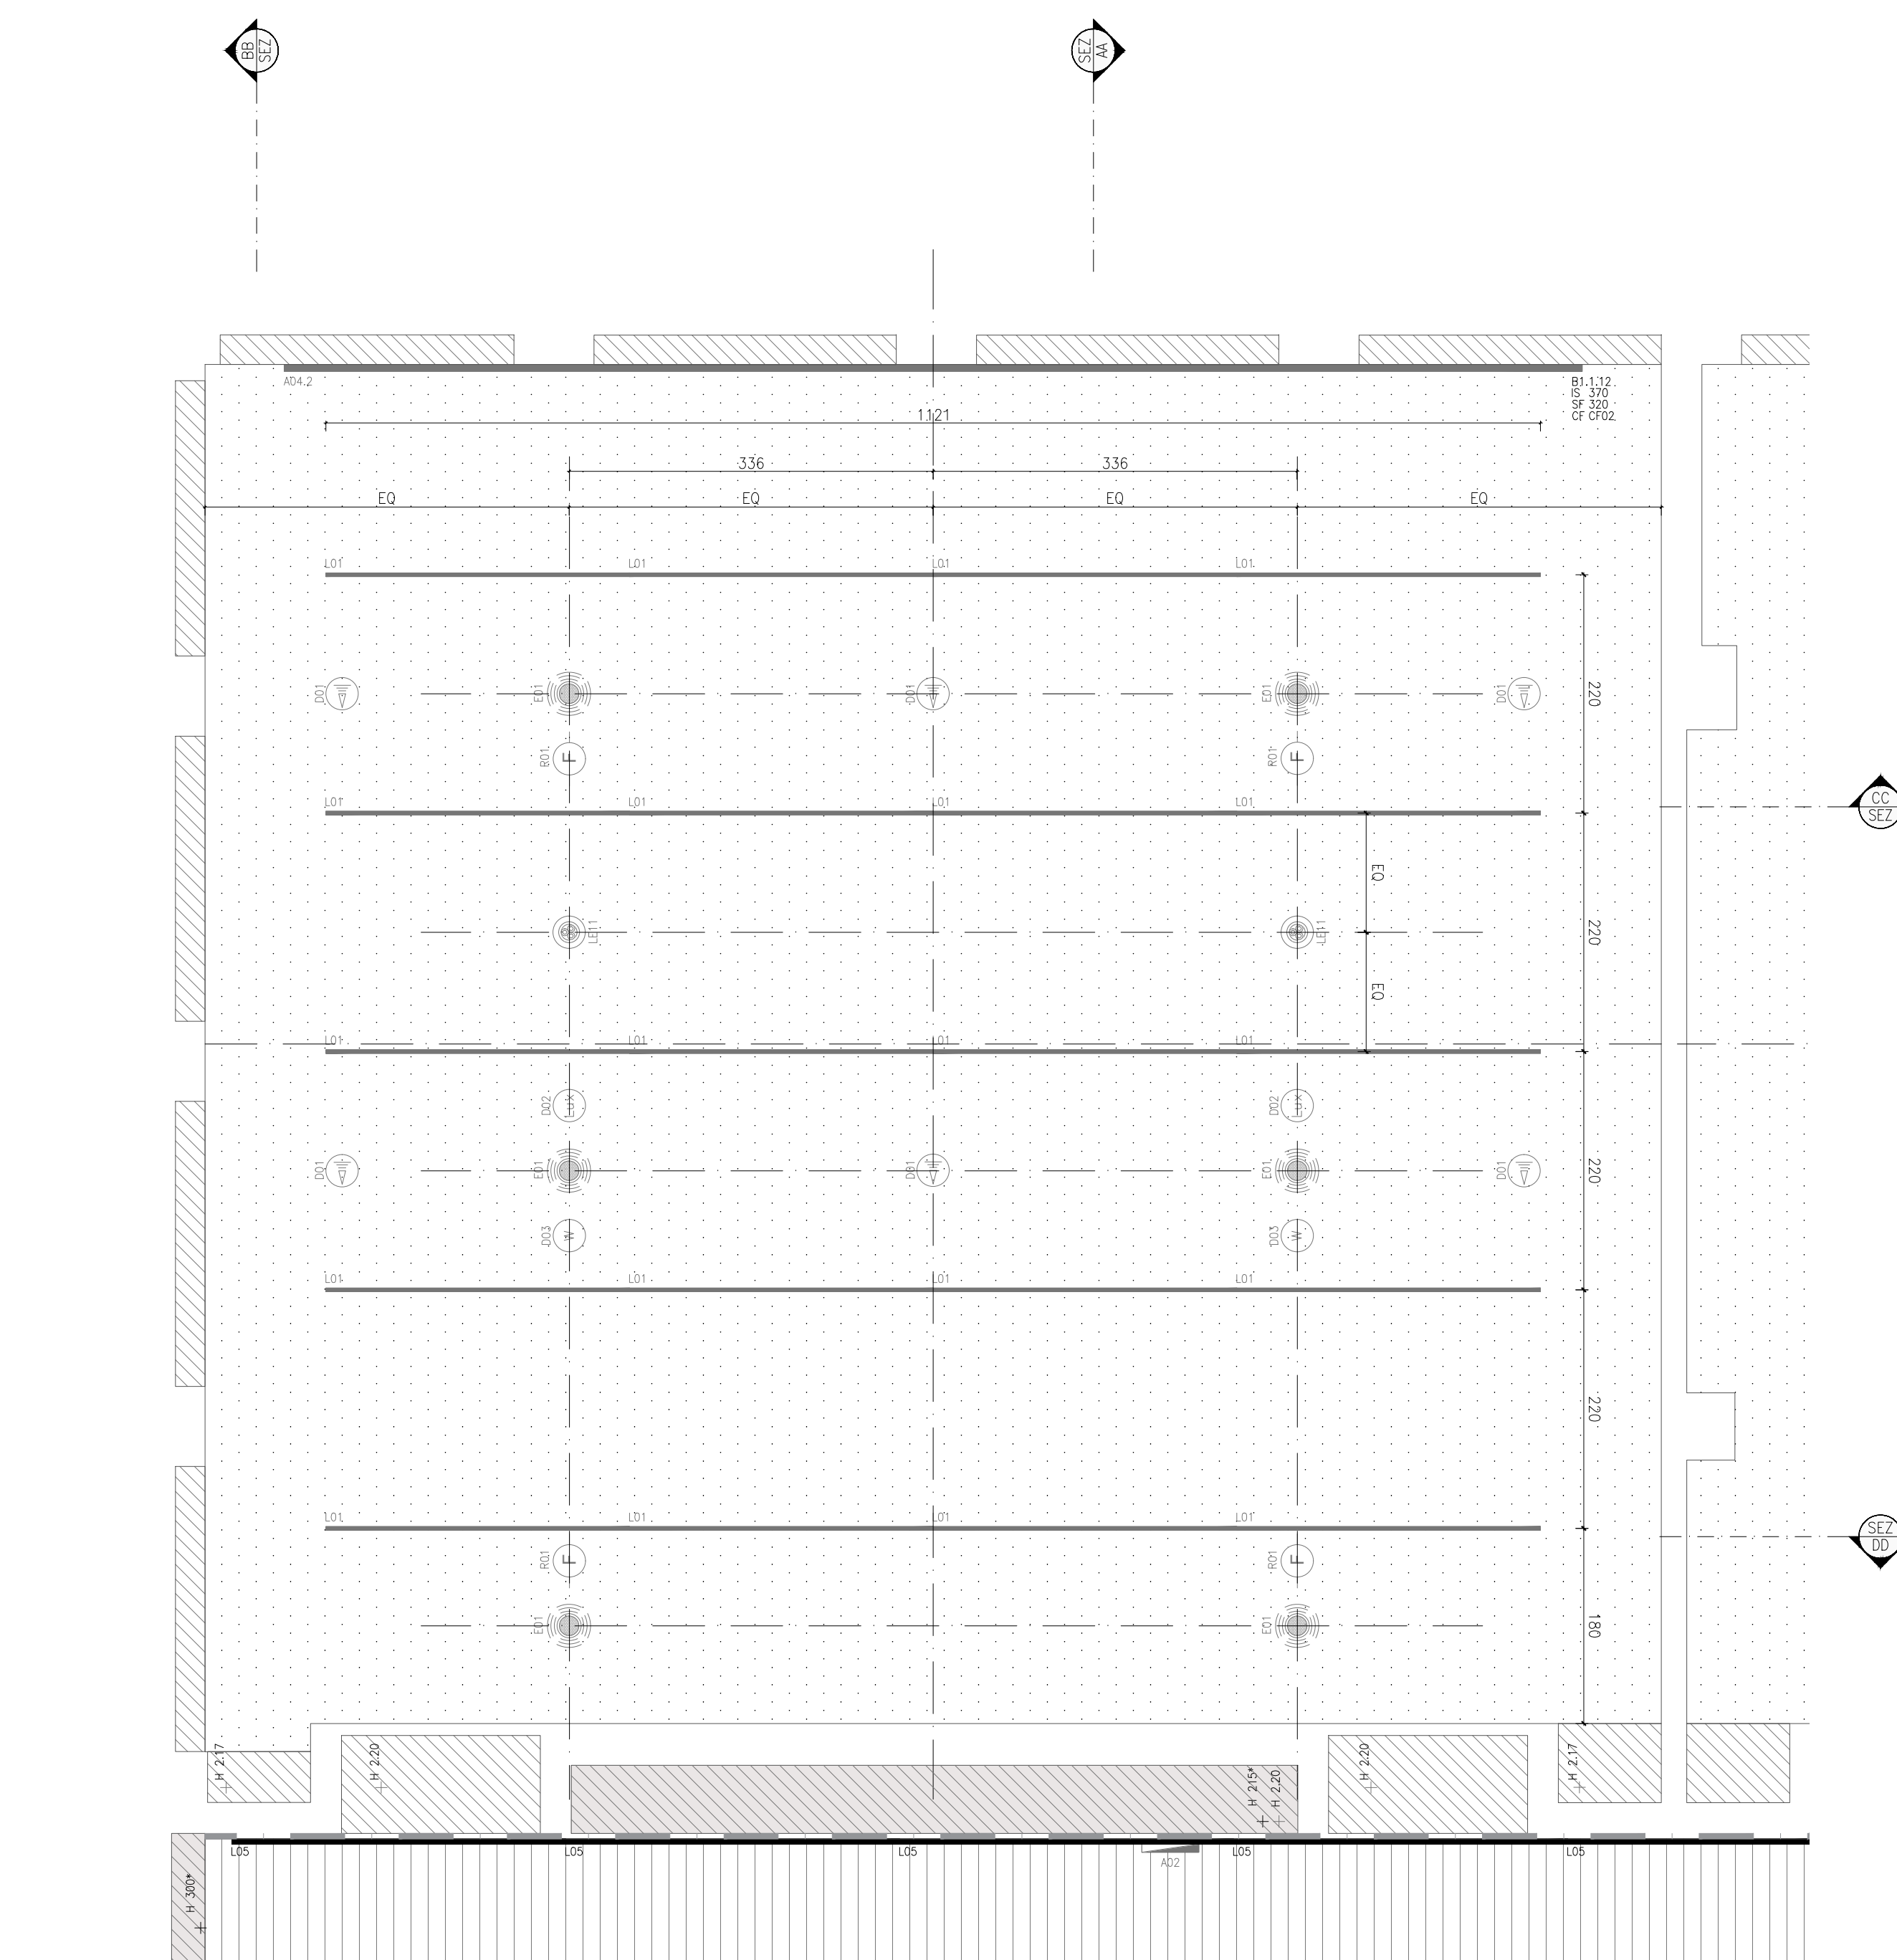 BB
SEZ
SEZ
AA
A04.2
B1.1.12
IS 370
SF 320
CF CF02
1121
336
336
EQ
EQ
EQ
EQ
L01
L01
L01
L01
D01
E01
D01
E01
D01
220
R01
F
R01
F
L01
L01
L01
L01
CC
SEZ
EQ
LE11
LE11
220
EQ
L01
L01
L01
L01
D02
LUX
D02
LUX
D01
E01
D01
E01
D01
220
D03
W
D03
W
L01
L01
L01
L01
220
L01
L01
L01
L01
SEZ
DD
R01
F
R01
F
E01
E01
180
H 2.17
H 2.20
H 215*
H 2.20
H 2.20
H 2.17
L05
L05
L05
L05
L05
A02
H 300*